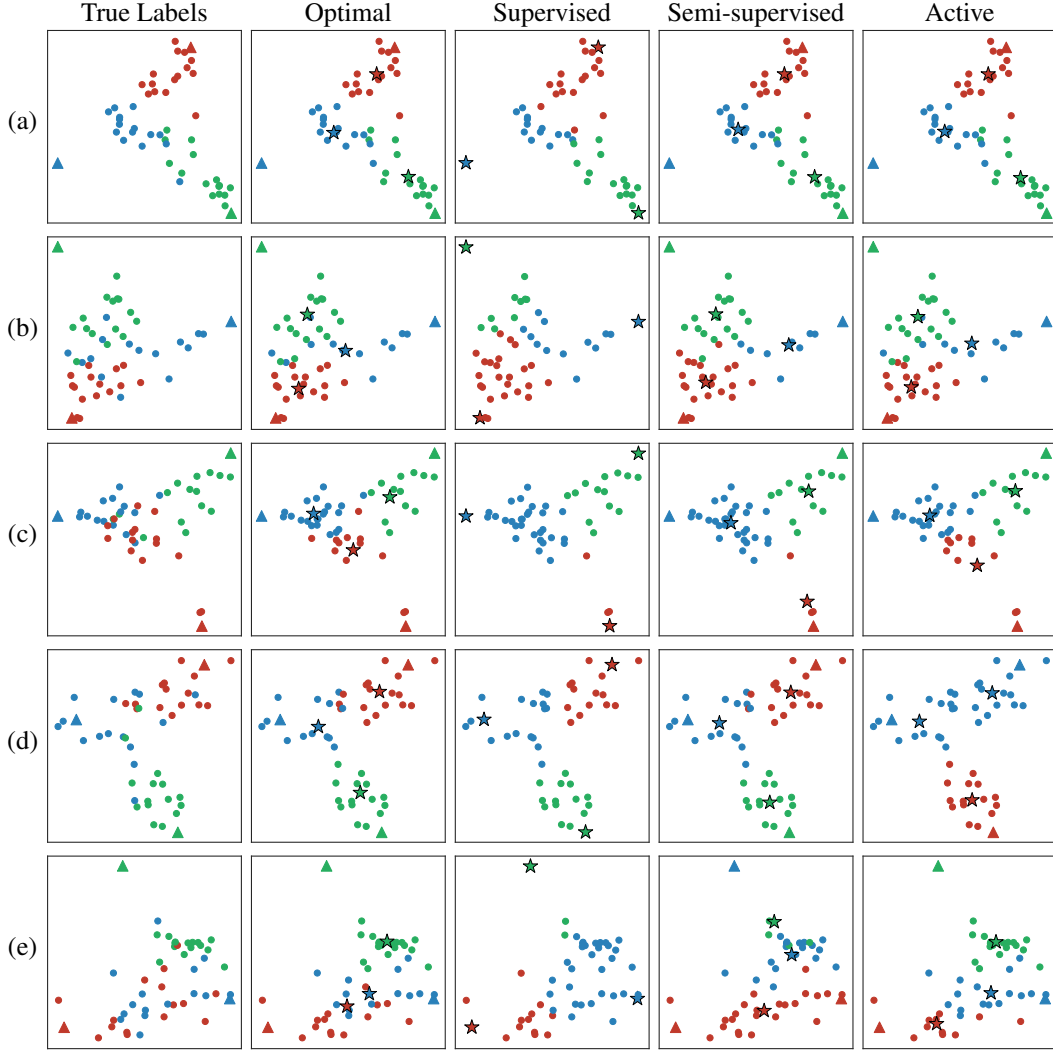 True Labels Optimal Supervised Semi-supervised Active
(a)
(b)
(c)
(d)
(e)